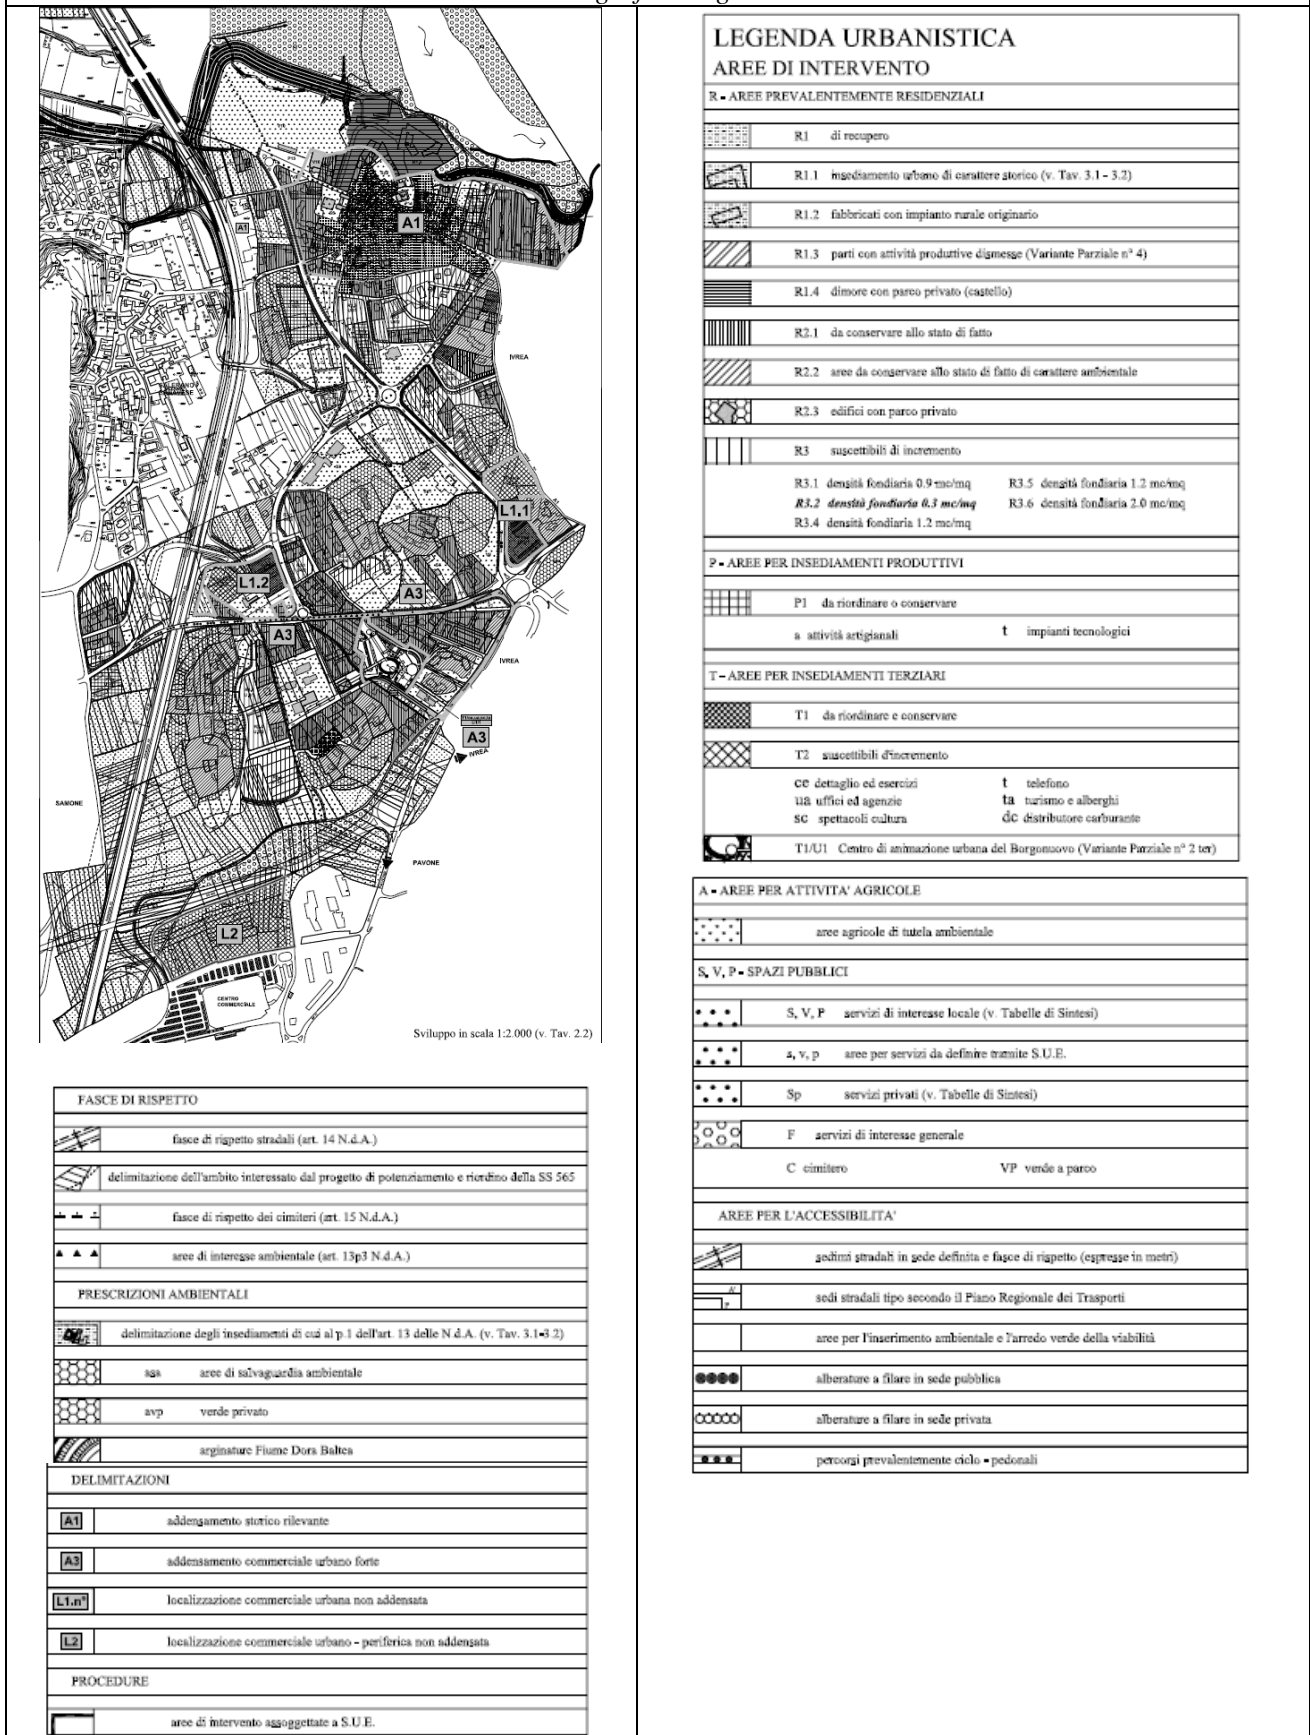 A1
A1
IVREA
L1.1
L1.2
A3
A3
IVREA
A3
IVREA
SAMONE
PAVONE
L2
CENTRO
COMMERCIALE
Sviluppo in scala 1:2.000 (v. Tav. 2.2)
FASCE DI RISPETTO
fasce di rispetto stradali (art. 14 N.d.A.)
delimitazione dell'ambito interessato dal progetto di potenziamento e riordino della SS 565
fasce di rispetto dei cimiteri (art. 15 N.d.A.)
aree di interesse ambientale (art. 13p3 N.d.A.)
PRESCRIZIONI AMBIENTALI
delimitazione degli insediamenti di cui al p.1 dell'art. 13 delle N d.A. (v. Tav. 3.1-3.2)
asa aree di salvaguardia ambientale
avp verde privato
arginature Fiume Dora Baltea
DELIMITAZIONI
A1 addensamento storico rilevante
A3 addensamento commerciale urbano forte
L1.n° localizzazione commerciale urbana non addensata
L2 localizzazione commerciale urbano - periferica non addensata
PROCEDURE
aree di intervento assoggettate a S.U.E.
LEGENDA URBANISTICA
AREE DI INTERVENTO
R - AREE PREVALENTEMENTE RESIDENZIALI
R1 di recupero
R1.1 insediamento urbano di carattere storico (v. Tav. 3.1 - 3.2)
R1.2 fabbricati con impianto rurale originario
R1.3 parti con attività produttive dismesse (Variante Parziale n° 4)
R1.4 dimore con parco privato (castello)
R2.1 da conservare allo stato di fatto
R2.2 aree da conservare allo stato di fatto di carattere ambientale
R2.3 edifici con parco privato
R3 suscettibili di incremento
R3.1 densità fondiaria 0.9 mc/mq R3.5 densità fondiaria 1.2 mc/mq
R3.2 densità fondiaria 0.3 mc/mq R3.6 densità fondiaria 2.0 mc/mq
R3.4 densità fondiaria 1.2 mc/mq
P - AREE PER INSEDIAMENTI PRODUTTIVI
P1 da riordinare o conservare
a attività artigianali t impianti tecnologici
T - AREE PER INSEDIAMENTI TERZIARI
T1 da riordinare e conservare
T2 suscettibili d'incremento
ce dettaglio ed esercizi t telefono
ua uffici ed agenzie ta turismo e alberghi
sc spettacoli cultura dc distributore carburante
T1/U1 Centro di animazione urbana del Borgonuovo (Variante Parziale n° 2 ter)
A - AREE PER ATTIVITA' AGRICOLE
aree agricole di tutela ambientale
S, V, P - SPAZI PUBBLICI
S, V, P servizi di interesse locale (v. Tabelle di Sintesi)
s, v, p aree per servizi da definire tramite S.U.E.
Sp servizi privati (v. Tabelle di Sintesi)
F servizi di interesse generale
C cimitero VP verde a parco
AREE PER L'ACCESSIBILITA'
sedimi stradali in sede definita e fasce di rispetto (espresse in metri)
sedi stradali tipo secondo il Piano Regionale dei Trasporti
aree per l'inserimento ambientale e l'arredo verde della viabilità
alberature a filare in sede pubblica
alberature a filare in sede privata
percorsi prevalentemente ciclo - pedonali